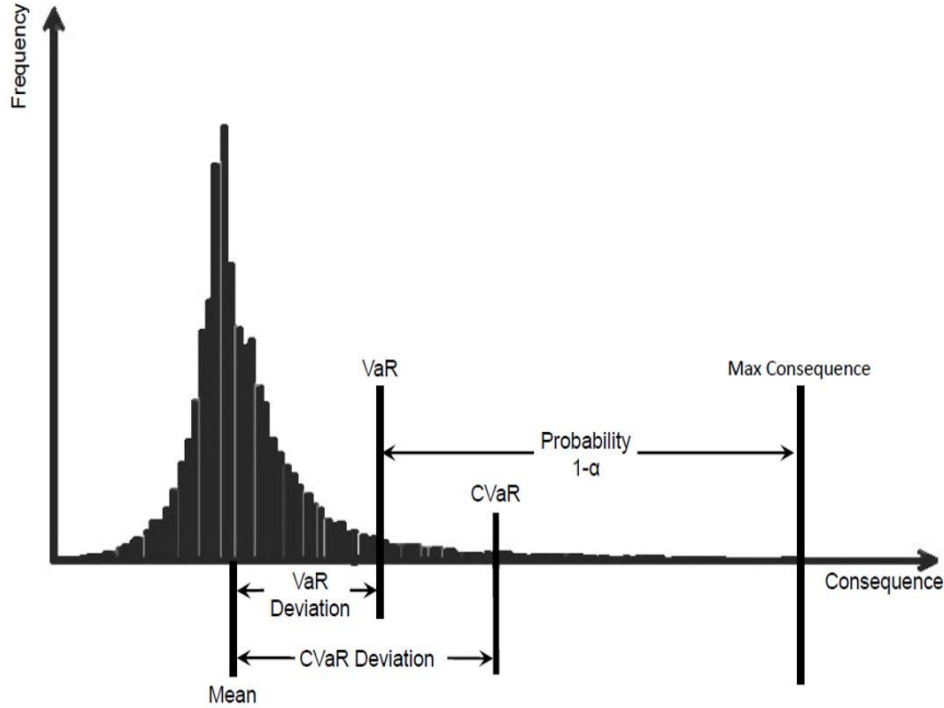 Frequency
VaR
Max Consequence
Probability
1-α
CVaR
Consequence
VaR
Deviation
CVaR Deviation
Mean